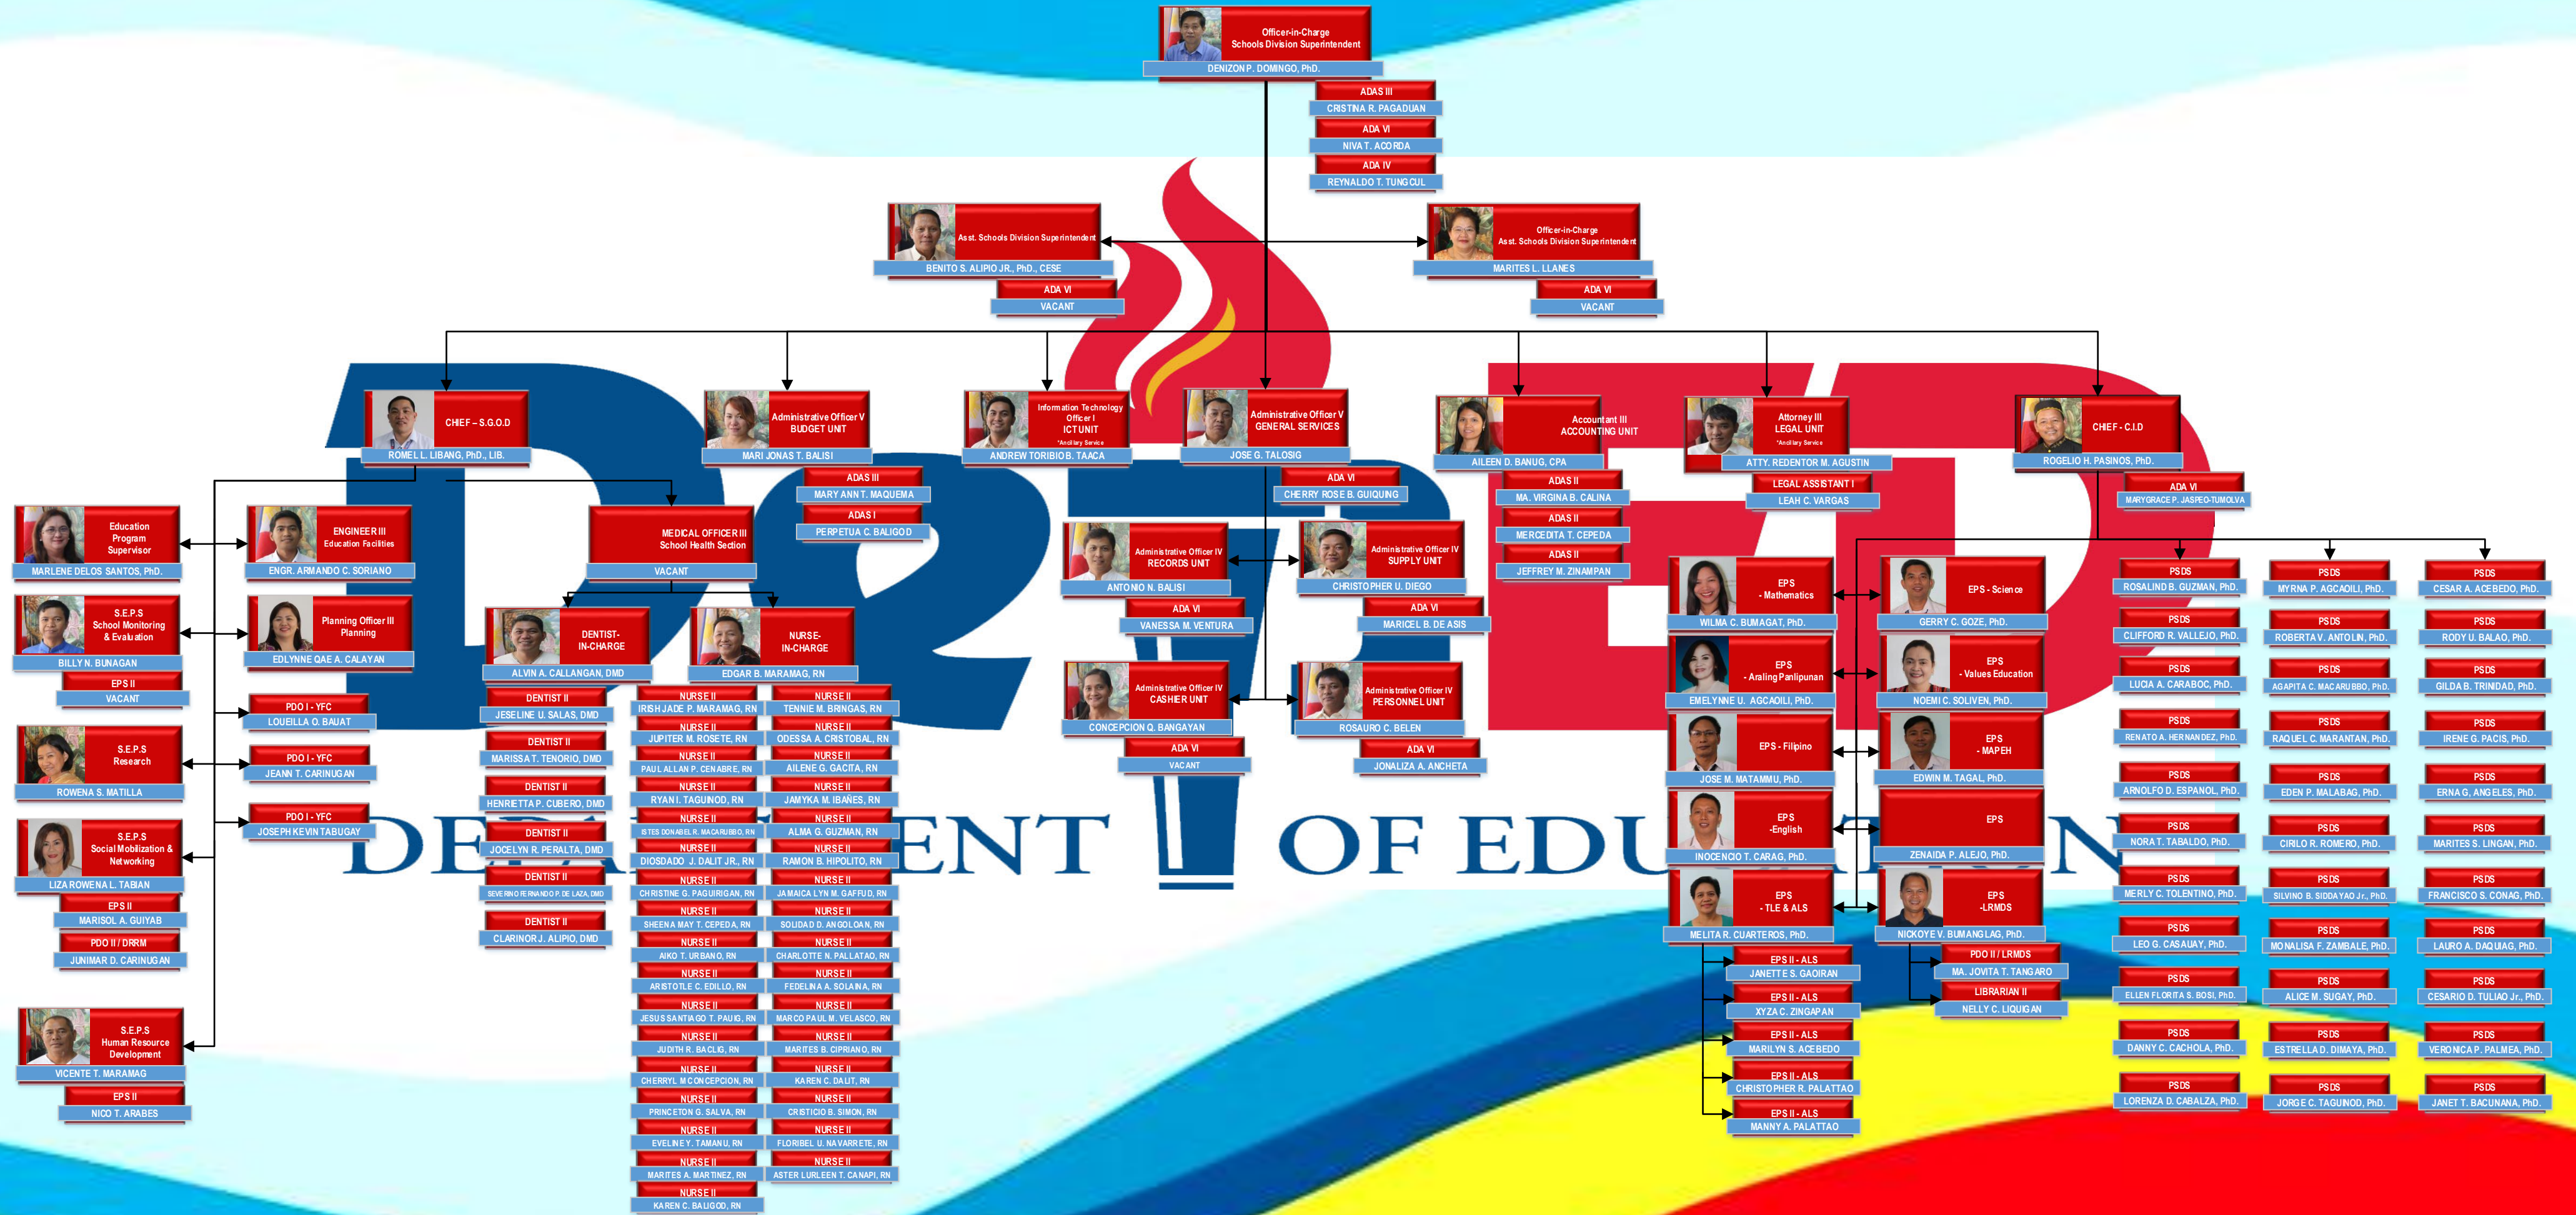 Officer-in-Charge
Schools Division Superintendent
DENIZON P. DOMINGO, PhD.
ADAS III
CRISTINA R. PAGADUAN
ADA VI
NIVA T. ACORDA
ADA IV
REYNALDO T. TUNGCUL
Asst. Schools Division Superintendent
BENITO S. ALIPIO JR., PhD., CESE
ADA VI
VACANT
Officer-in-Charge
Asst. Schools Division Superintendent
MARITES L. LLANES
ADA VI
VACANT
CHIEF – S.G.O.D
ROMEL L. LIBANG, PhD., LIB.
Administrative Officer V
BUDGET UNIT
MARI JONAS T. BALISI
ADAS III
MARY ANN T. MAQUEMA
ADAS I
PERPETUA C. BALIGOD
Information Technology
Officer I
ICT UNIT
*Ancillary Service
ANDREW TORIBIO B. TAACA
Administrative Officer V
GENERAL SERVICES
JOSE G. TALOSIG
ADA VI
CHERRY ROSE B. GUIQUING
Accountant III
ACCOUNTING UNIT
AILEEN D. BANUG, CPA
ADAS II
MA. VIRGINA B. CALINA
ADAS II
MERCEDITA T. CEPEDA
ADAS II
JEFFREY M. ZINAMPAN
Attorney III
LEGAL UNIT
*Ancillary Service
ATTY. REDENTOR M. AGUSTIN
LEGAL ASSISTANT I
LEAH C. VARGAS
CHIEF - C.I.D
ROGELIO H. PASINOS, PhD.
ADA VI
MARYGRACE P. JASPEO-TUMOLVA
Education
Program
Supervisor
MARLENE DELOS SANTOS, PhD.
ENGINEER III
Education Facilities
ENGR. ARMANDO C. SORIANO
S.E.P.S
School Monitoring
& Evaluation
BILLY N. BUNAGAN
EPS II
VACANT
Planning Officer III
Planning
EDLYNNE QAE A. CALAYAN
PDO I - YFC
LOUEILLA O. BAUAT
S.E.P.S
Research
ROWENA S. MATILLA
PDO I - YFC
JEANN T. CARINUGAN
PDO I - YFC
JOSEPH KEVIN TABUGAY
S.E.P.S
Social Mobilization &
Networking
LIZA ROWENA L. TABIAN
EPS II
MARISOL A. GUIYAB
PDO II / DRRM
JUNIMAR D. CARINUGAN
S.E.P.S
Human Resource
Development
VICENTE T. MARAMAG
EPS II
NICO T. ARABES
MEDICAL OFFICER III
School Health Section
VACANT
DENTIST-
IN-CHARGE
ALVIN A. CALLANGAN, DMD
DENTIST II
JESELINE U. SALAS, DMD
DENTIST II
MARISSA T. TENORIO, DMD
DENTIST II
HENRIETTA P. CUBERO, DMD
DENTIST II
JOCELYN R. PERALTA, DMD
DENTIST II
SEVERINO FERNANDO P. DE LAZA, DMD
DENTIST II
CLARINOR J. ALIPIO, DMD
NURSE-
IN-CHARGE
EDGAR B. MARAMAG, RN
NURSE II
IRISH JADE P. MARAMAG, RN
NURSE II
JUPITER M. ROSETE, RN
NURSE II
PAUL ALLAN P. CENABRE, RN
NURSE II
RYAN I. TAGUINOD, RN
NURSE II
ESTES DONABEL R. MACARUBBO, RN
NURSE II
DIOSDADO J. DALIT JR., RN
NURSE II
CHRISTINE G. PAGUIRIGAN, RN
NURSE II
SHEENA MAY T. CEPEDA, RN
NURSE II
AIKO T. URBANO, RN
NURSE II
ARISTOTLE C. EDILLO, RN
NURSE II
JESUS SANTIAGO T. PAUIG, RN
NURSE II
JUDITH R. BACLIG, RN
NURSE II
CHERRYL M CONCEPCION, RN
NURSE II
PRINCETON G. SALVA, RN
NURSE II
EVELINE Y. TAMANU, RN
NURSE II
MARITES A. MARTINEZ, RN
NURSE II
KAREN C. BALIGOD, RN
NURSE II
TENNIE M. BRINGAS, RN
NURSE II
ODESSA A. CRISTOBAL, RN
NURSE II
AILENE G. GACITA, RN
NURSE II
JAMYKA M. IBAÑES, RN
NURSE II
ALMA G. GUZMAN, RN
NURSE II
RAMON B. HIPOLITO, RN
NURSE II
JAMAICA LYN M. GAFFUD, RN
NURSE II
SOLIDAD D. ANGOLOAN, RN
NURSE II
CHARLOTTE N. PALLATAO, RN
NURSE II
FEDELINA A. SOLAINA, RN
NURSE II
MARCO PAUL M. VELASCO, RN
NURSE II
MARITES B. CIPRIANO, RN
NURSE II
KAREN C. DALIT, RN
NURSE II
CRISTICIO B. SIMON, RN
NURSE II
FLORIBEL U. NAVARRETE, RN
NURSE II
ASTER LURLEEN T. CANAPI, RN
Administrative Officer IV
RECORDS UNIT
ANTONIO N. BALISI
ADA VI
VANESSA M. VENTURA
Administrative Officer IV
SUPPLY UNIT
CHRISTOPHER U. DIEGO
ADA VI
MARICEL B. DE ASIS
Administrative Officer IV
CASHIER UNIT
CONCEPCION Q. BANGAYAN
ADA VI
VACANT
Administrative Officer IV
PERSONNEL UNIT
ROSAURO C. BELEN
ADA VI
JONALIZA A. ANCHETA
EPS
- Mathematics
WILMA C. BUMAGAT, PhD.
EPS - Science
GERRY C. GOZE, PhD.
EPS
- Araling Panlipunan
EMELYNNE U. AGCAOILI, PhD.
EPS
- Values Education
NOEMI C. SOLIVEN, PhD.
EPS - Filipino
JOSE M. MATAMMU, PhD.
EPS
- MAPEH
EDWIN M. TAGAL, PhD.
EPS
-English
INOCENCIO T. CARAG, PhD.
EPS
ZENAIDA P. ALEJO, PhD.
EPS
- TLE & ALS
MELITA R. CUARTEROS, PhD.
EPS
-LRMDS
NICKOYE V. BUMANGLAG, PhD.
EPS II - ALS
JANETTE S. GAOIRAN
EPS II - ALS
XYZA C. ZINGAPAN
EPS II - ALS
MARILYN S. ACEBEDO
EPS II - ALS
CHRISTOPHER R. PALATTAO
EPS II - ALS
MANNY A. PALATTAO
PDO II / LRMDS
MA. JOVITA T. TANGARO
LIBRARIAN II
NELLY C. LIQUIGAN
PSDS
ROSALIND B. GUZMAN, PhD.
PSDS
CLIFFORD R. VALLEJO, PhD.
PSDS
LUCIA A. CARABOC, PhD.
PSDS
RENATO A. HERNANDEZ, PhD.
PSDS
ARNOLFO D. ESPANOL, PhD.
PSDS
NORA T. TABALDO, PhD.
PSDS
MERLY C. TOLENTINO, PhD.
PSDS
LEO G. CASAUAY, PhD.
PSDS
ELLEN FLORITA S. BOSI, PhD.
PSDS
DANNY C. CACHOLA, PhD.
PSDS
LORENZA D. CABALZA, PhD.
PSDS
MYRNA P. AGCAOILI, PhD.
PSDS
ROBERTA V. ANTOLIN, PhD.
PSDS
AGAPITA C. MACARUBBO, PhD.
PSDS
RAQUEL C. MARANTAN, PhD.
PSDS
EDEN P. MALABAG, PhD.
PSDS
CIRILO R. ROMERO, PhD.
PSDS
SILVINO B. SIDDAYAO Jr., PhD.
PSDS
MONALISA F. ZAMBALE, PhD.
PSDS
ALICE M. SUGAY, PhD.
PSDS
ESTRELLA D. DIMAYA, PhD.
PSDS
JORGE C. TAGUINOD, PhD.
PSDS
CESAR A. ACEBEDO, PhD.
PSDS
RODY U. BALAO, PhD.
PSDS
GILDA B. TRINIDAD, PhD.
PSDS
IRENE G. PACIS, PhD.
PSDS
ERNA G, ANGELES, PhD.
PSDS
MARITES S. LINGAN, PhD.
PSDS
FRANCISCO S. CONAG, PhD.
PSDS
LAURO A. DAQUIAG, PhD.
PSDS
CESARIO D. TULIAO Jr., PhD.
PSDS
VERONICA P. PALMEA, PhD.
PSDS
JANET T. BACUNANA, PhD.
DepED
DEPARTMENT OF EDUCATION